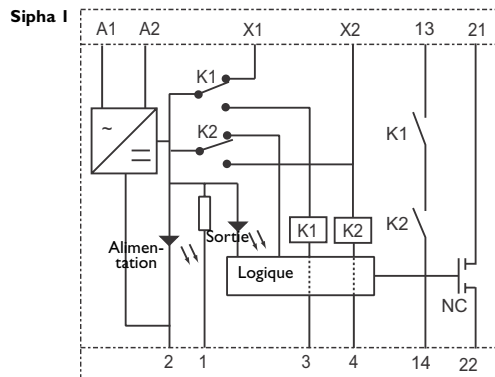 Sipha 1
A1 A2 X1 X2 13 21
K1
K1
K2
~
K2
Sortie
K1 K2
Alimen-
tation
Logique
NC
2 1 3 4 14 22